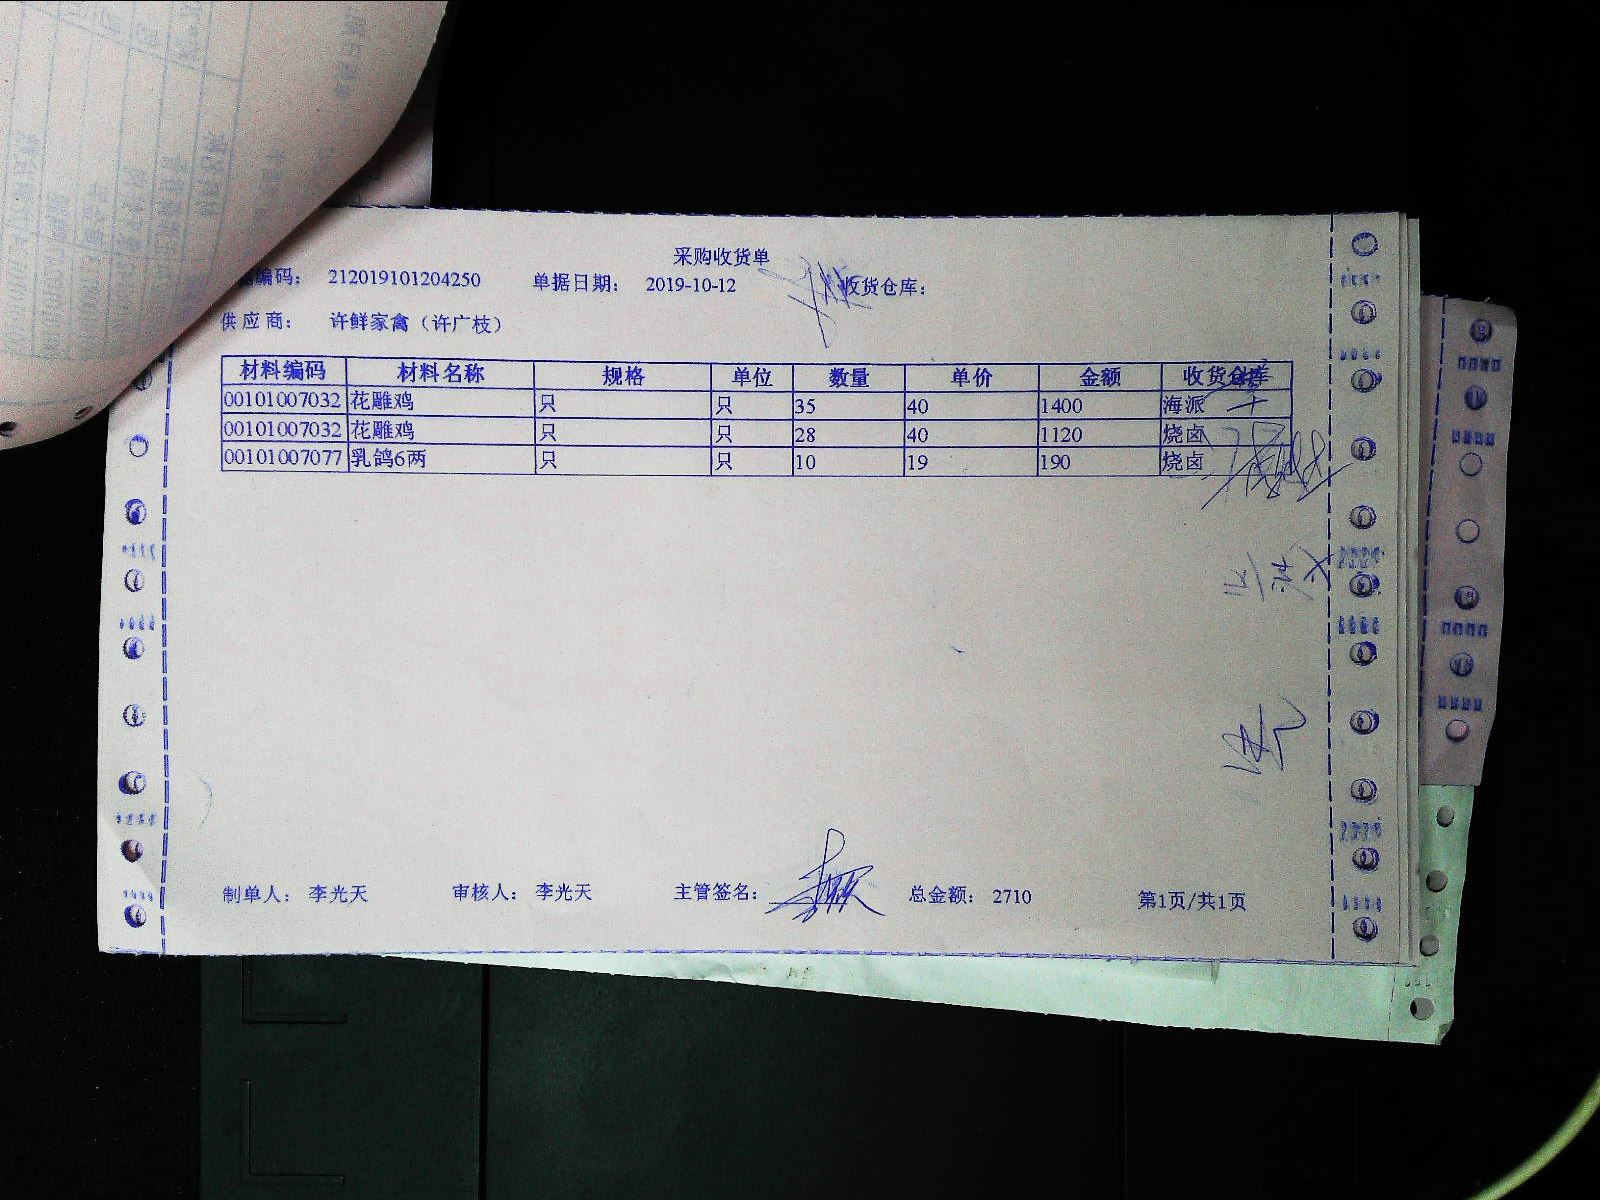 采购收货单
编码： 212019101204250 单据日期： 2019-10-12 收货仓库：
供应商： 许鲜家禽（许广枝）
材料编码 材料名称 规格 单位 数量 单价 金额 收货仓库
00101007032 花雕鸡 只 只 35 40 1400 海派
00101007032 花雕鸡 只 只 28 40 1120 烧卤
00101007077 乳鸽6两 只 只 10 19 190 烧卤
制单人： 李光天 审核人： 李光天 主管签名： 总金额： 2710 第1页/共1页